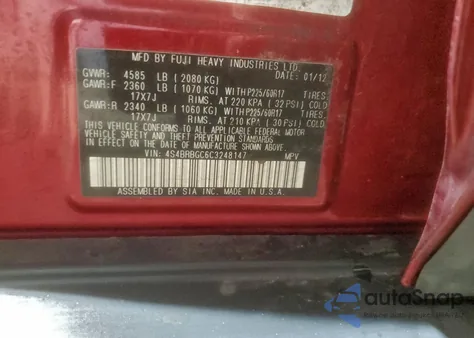 MFD BY FUJI HEAVY INDUSTRIES LTD.
DATE: 01/12
GVWR: 4585 LB (2080 KG)
GAWR:F 2360 LB (1070 KG) WITH P225/60R17 TIRES
17X7J RIMS. AT 220 KPA (32 PSI) COLD
GAWR:R 2340 LB (1060 KG) WITH P225/60R17 TIRES
17X7J RIMS. AT 210 KPA (30 PSI) COLD
THIS VEHICLE CONFORMS TO ALL APPLICABLE
VEHICLE SAFETY, BUMPER
AND THEFT PREVENTION STANDARDS
IN EFFECT ON THE DATE OF MANUFACTURE SHOWN ABOVE
VIN: 4S4BRBGC6C3248147 MPV
ASSEMBLED BY SIA INC. MADE IN U.S.A.
autoSnap